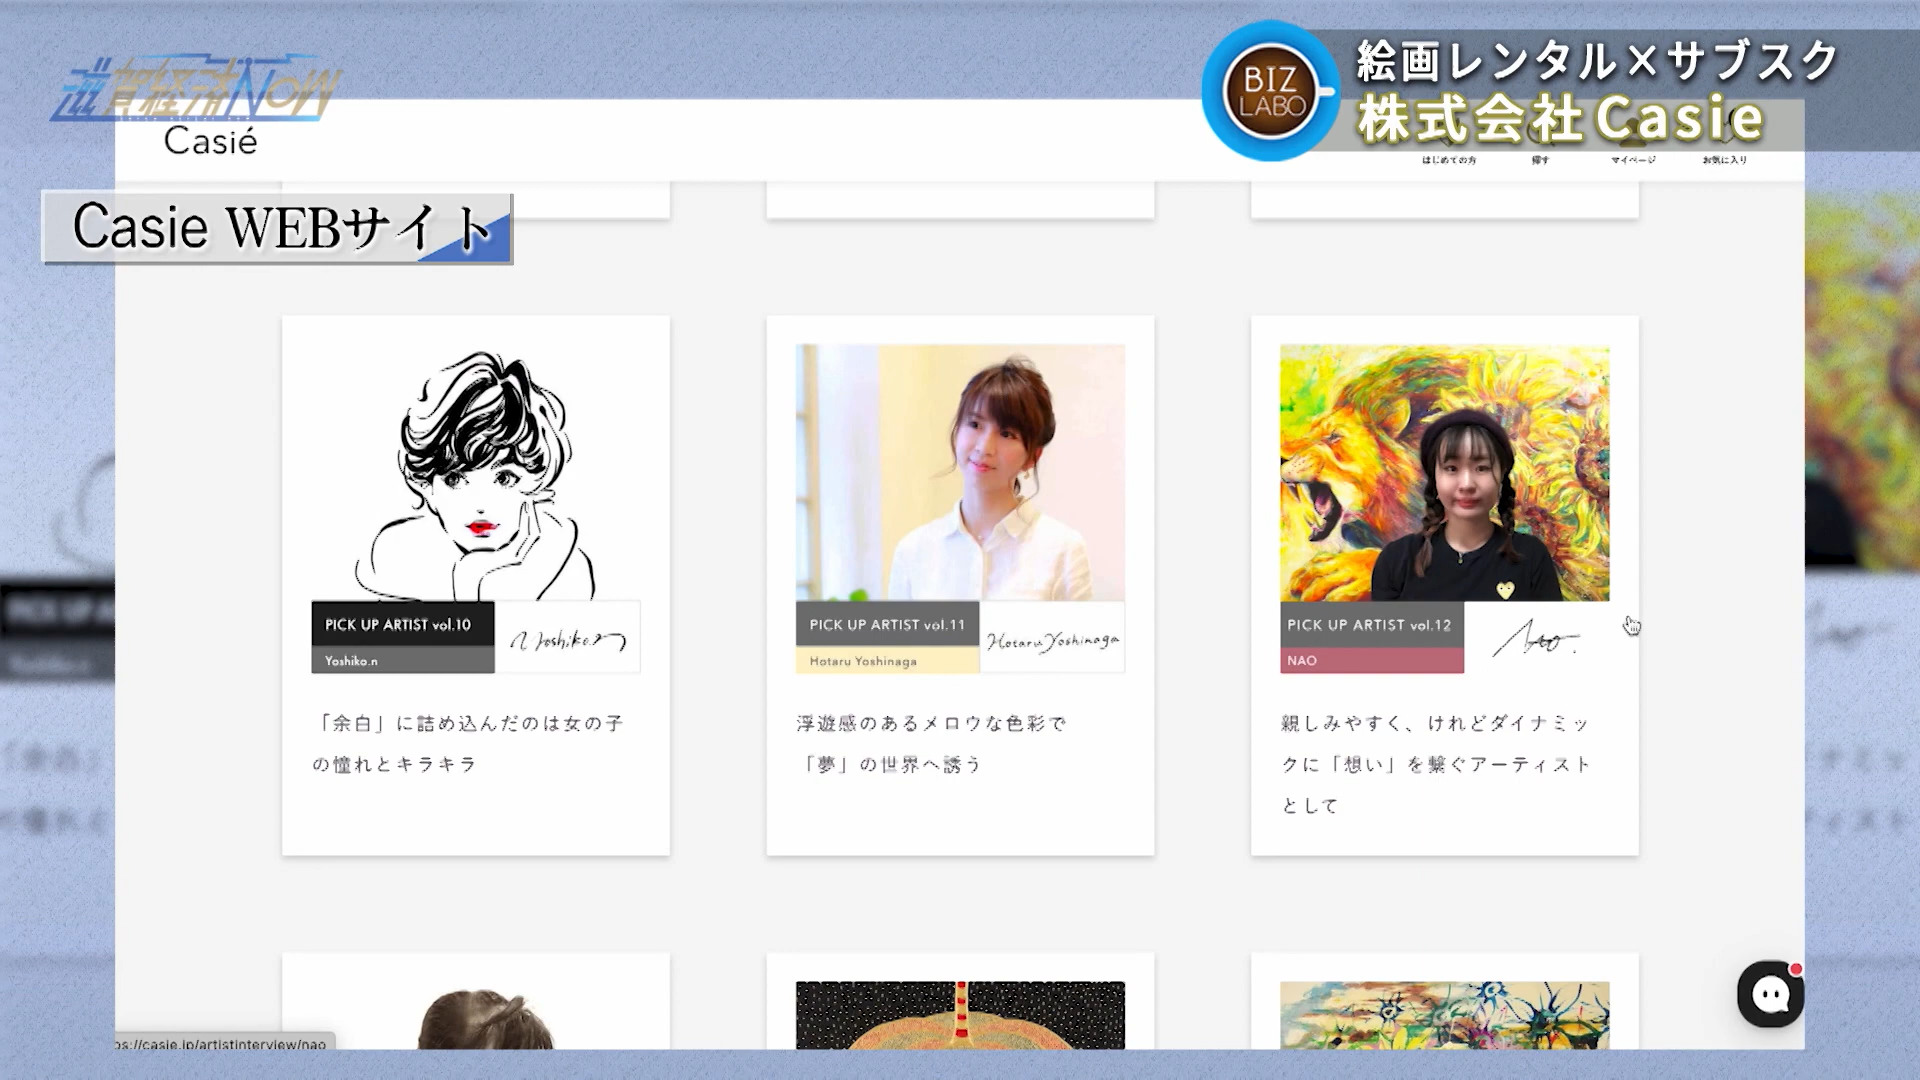 滋賀経済NOW
BIZ
LABO
絵画レンタル×サブスク
株式会社Casie
Casié
はじめての方
探す
マイページ
お気に入り
Casie WEBサイト
PICK UP ARTIST vol.10
Yoshiko.n
「余白」に詰め込んだのは女の子
の憧れとキラキラ
PICK UP ARTIST vol.11
Hotaru Yoshinaga
Hotaru Yoshinaga
浮遊感のあるメロウな色彩で
「夢」の世界へ誘う
PICK UP ARTIST vol.12
NAO
Nao.
親しみやすく、けれどダイナミッ
クに「想い」を繋ぐアーティスト
として
ps://casie.jp/artistinterview/nao